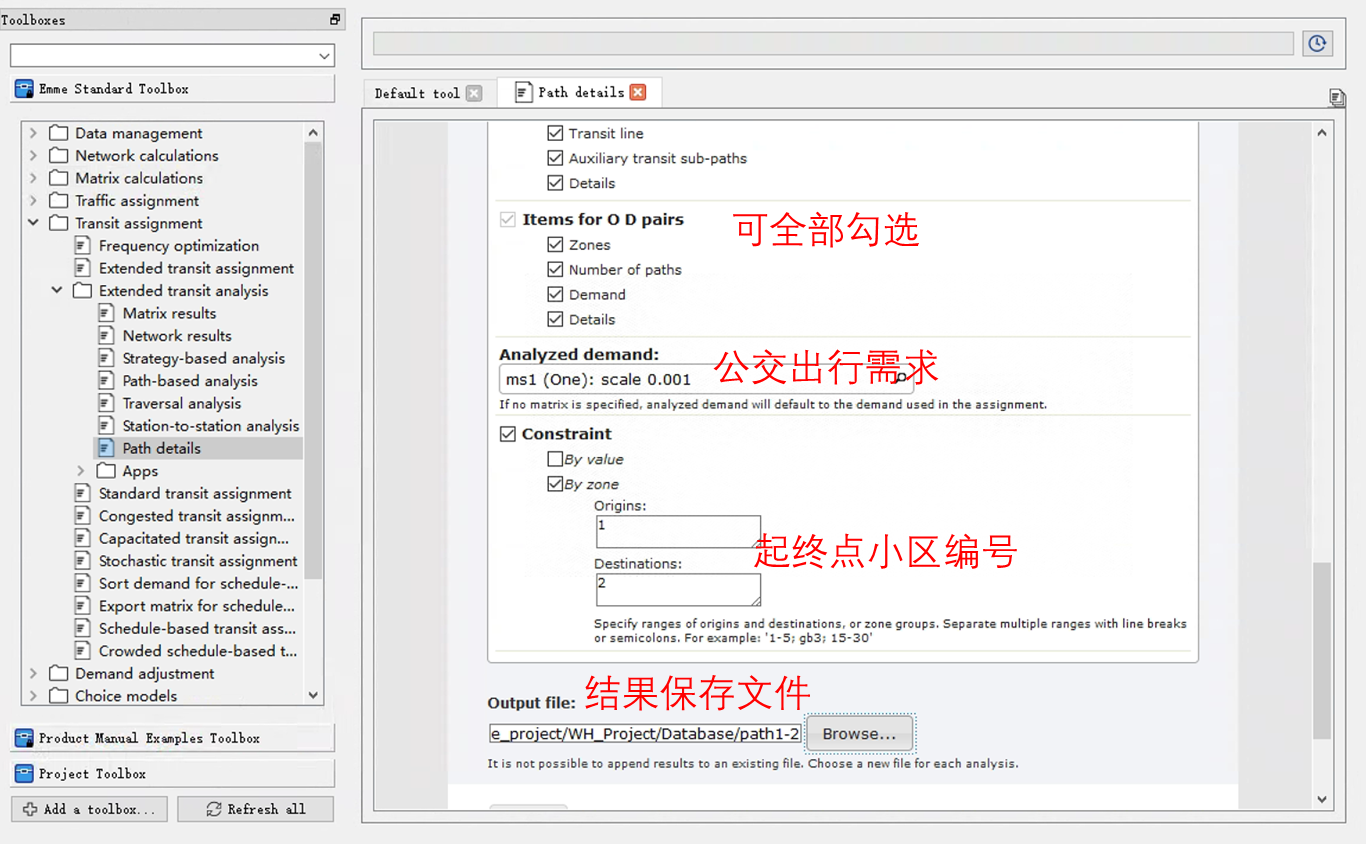 Toolboxes
Emme Standard Toolbox
Data management
Network calculations
Matrix calculations
Traffic assignment
Transit assignment
Frequency optimization
Extended transit assignment
Extended transit analysis
Matrix results
Network results
Strategy-based analysis
Path-based analysis
Traversal analysis
Station-to-station analysis
Path details
Apps
Standard transit assignment
Congested transit assignm...
Capacitated transit assign...
Stochastic transit assignment
Sort demand for schedule-...
Export matrix for schedule...
Schedule-based transit ass...
Crowded schedule-based t...
Demand adjustment
Choice models
Product Manual Examples Toolbox
Project Toolbox
Add a toolbox...
Refresh all
Default tool
Path details
Transit line
Auxiliary transit sub-paths
Details
Items for O D pairs
可全部勾选
Zones
Number of paths
Demand
Details
Analyzed demand:
公交出行需求
ms1 (One): scale 0.001
If no matrix is specified, analyzed demand will default to the demand used in the assignment.
Constraint
By value
By zone
Origins:
1
起终点小区编号
Destinations:
2
Specify ranges of origins and destinations, or zone groups. Separate multiple ranges with line breaks
or semicolons. For example: '1-5; gb3; 15-30'
Output file:
结果保存文件
e_project/WH_Project/Database/path1-2
Browse...
It is not possible to append results to an existing file. Choose a new file for each analysis.